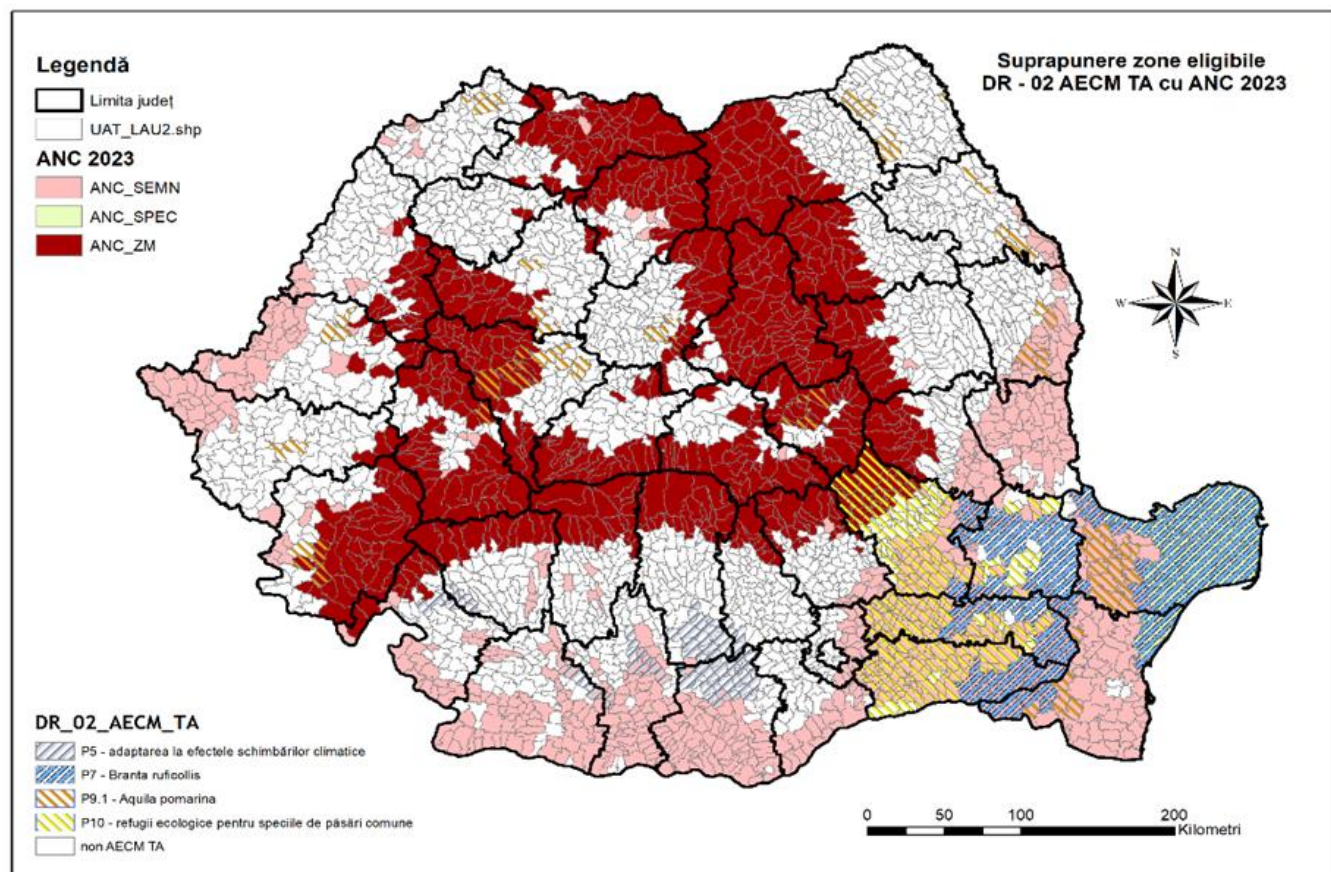 Legendă
Limita județ
UAT_LAU2.shp
ANC 2023
ANC_SEMN
ANC_SPEC
ANC_ZM
Suprapunere zone eligibile
DR - 02 AECM TA cu ANC 2023
N
W
E
S
DR_02_AECM_TA
P5 - adaptarea la efectele schimbărilor climatice
P7 - Branta ruficollis
P9.1 - Aquila pomarina
P10 - refugii ecologice pentru speciile de păsări comune
non AECM TA
0 50 100 200
Kilometri